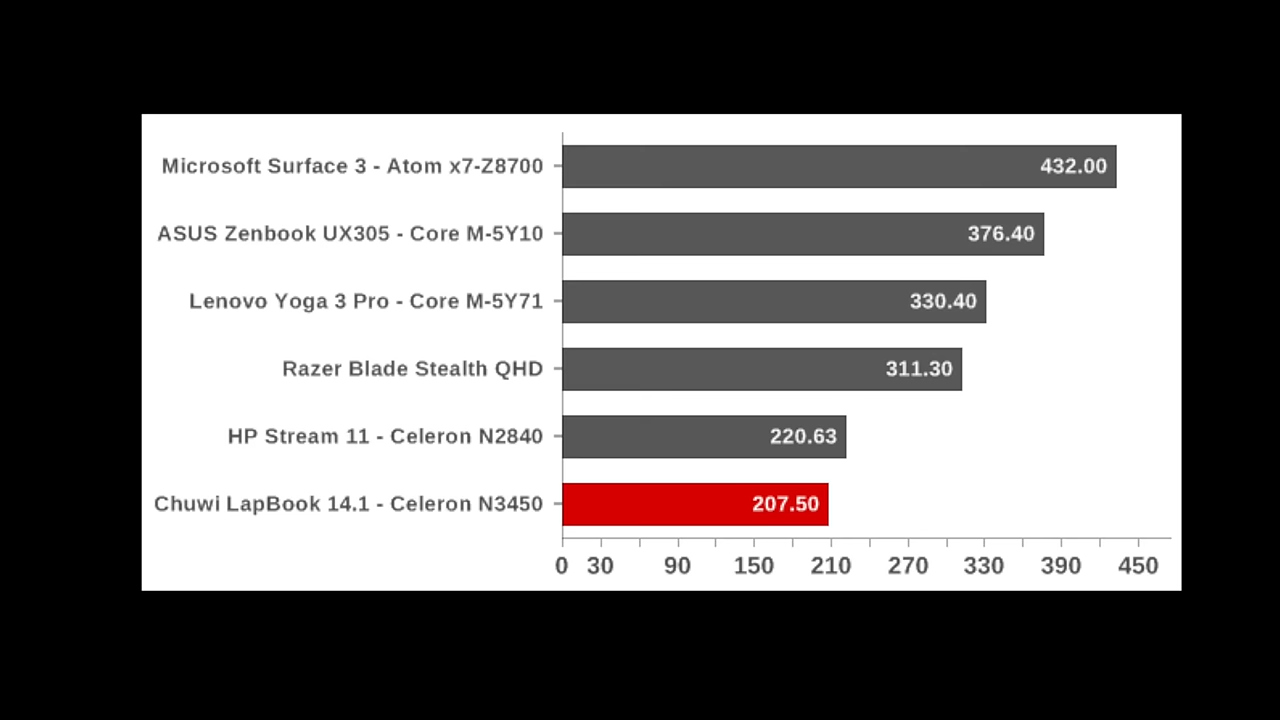 Microsoft Surface 3 - Atom x7-Z8700 432.00
ASUS Zenbook UX305 - Core M-5Y10 376.40
Lenovo Yoga 3 Pro - Core M-5Y71 330.40
Razer Blade Stealth QHD 311.30
HP Stream 11 - Celeron N2840 220.63
Chuwi LapBook 14.1 - Celeron N3450 207.50
0 30 90 150 210 270 330 390 450